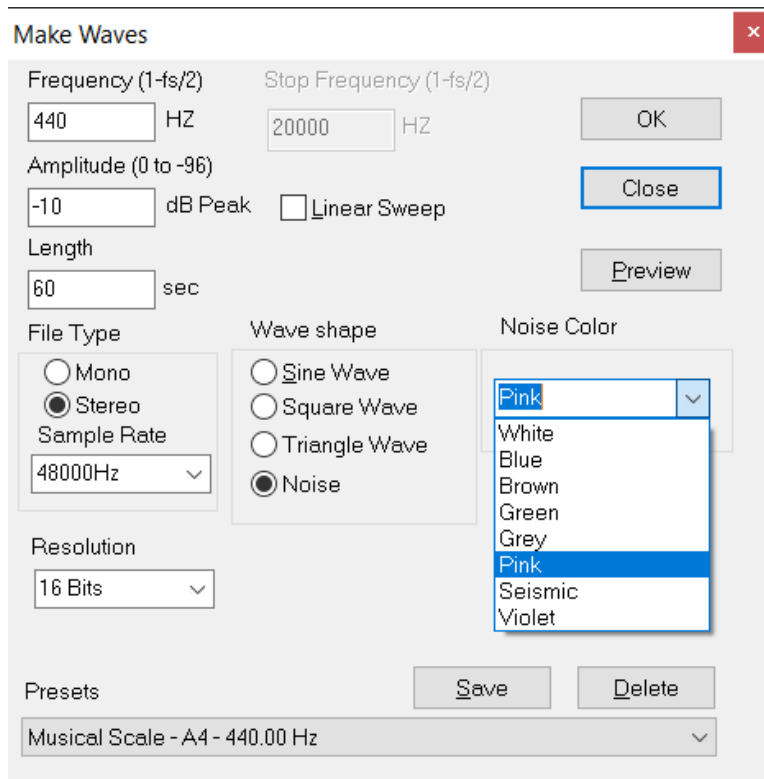 Make Waves
Frequency (1-fs/2)
Stop Frequency (1-fs/2)
440
HZ
20000
HZ
OK
Amplitude (0 to -96)
-10
dB Peak
Linear Sweep
Close
Length
60
sec
Preview
File Type
Wave shape
Noise Color
Mono
Stereo
Sample Rate
48000Hz
Sine Wave
Square Wave
Triangle Wave
Noise
Pink
White
Blue
Brown
Green
Grey
Pink
Seismic
Violet
Resolution
16 Bits
Presets
Save
Delete
Musical Scale - A4 - 440.00 Hz